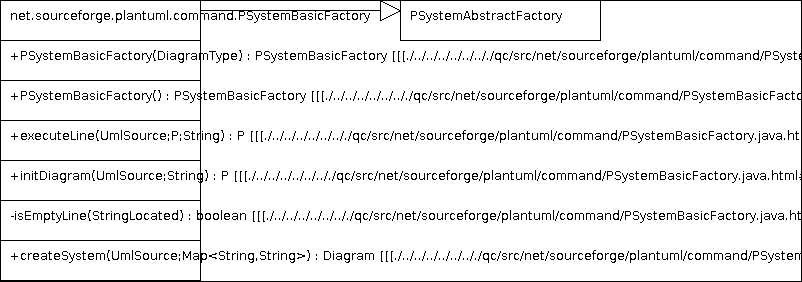 net.sourceforge.plantuml.command.PSystemBasicFactory
PSystemAbstractFactory
+PSystemBasicFactory(DiagramType) : PSystemBasicFactory [[[./../../../../../../../qc/src/net/sourceforge/plantuml/command/PSystem
+PSystemBasicFactory() : PSystemBasicFactory [[[./../../../../../../../qc/src/net/sourceforge/plantuml/command/PSystemBasicFacto
+executeLine(UmlSource;P;String) : P [[[./../../../../../../../qc/src/net/sourceforge/plantuml/command/PSystemBasicFactory.java.ht
+initDiagram(UmlSource;String) : P [[[./../../../../../../../qc/src/net/sourceforge/plantuml/command/PSystemBasicFactory.java.html#
-isEmptyLine(StringLocated) : boolean [[[./../../../../../../../qc/src/net/sourceforge/plantuml/command/PSystemBasicFactory.java.ht
+createSystem(UmlSource;Map<String,String>) : Diagram [[[./../../../../../../../qc/src/net/sourceforge/plantuml/command/PSystem